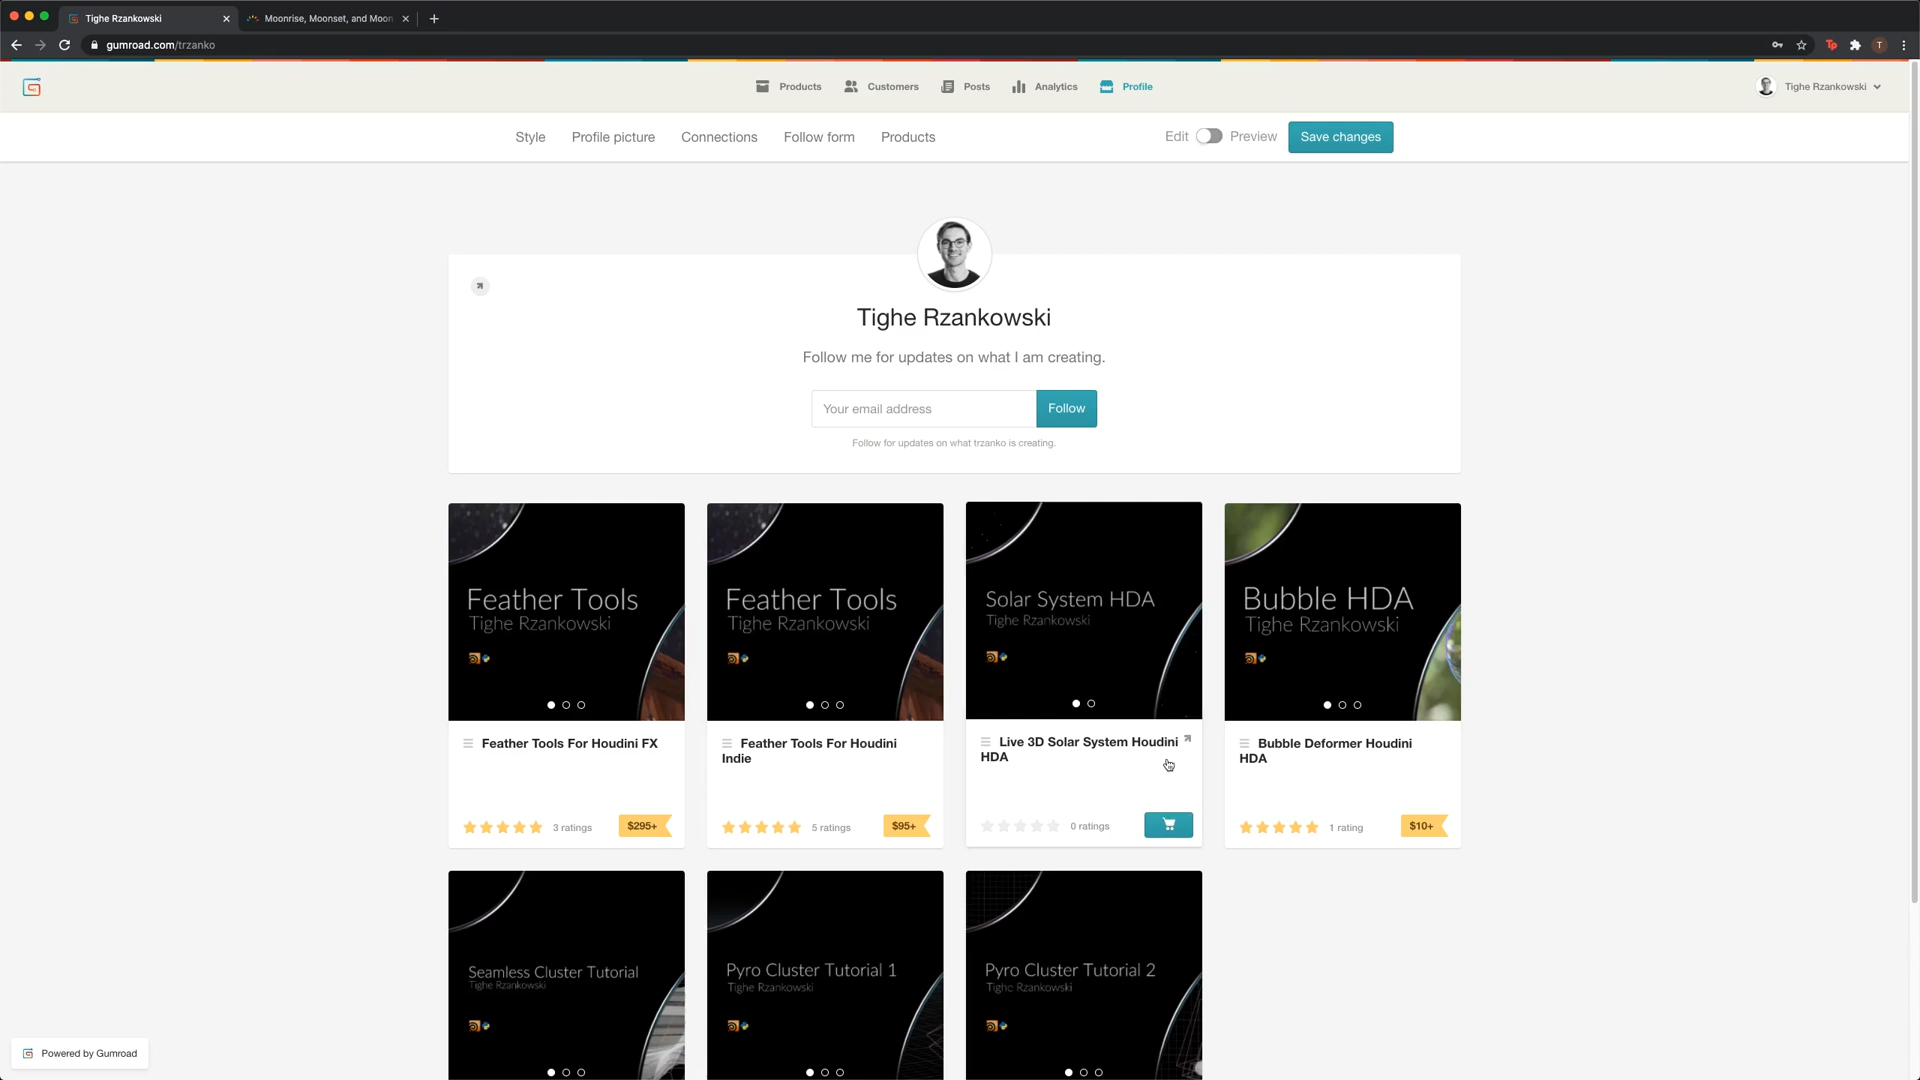 Tighe Rzankowski
Moonrise, Moonset, and Moon
gumroad.com/trzanko
T
Products
Customers
Posts
Analytics
Profile
Tighe Rzankowski
Style
Profile picture
Connections
Follow form
Products
Edit
Preview
Save changes
Tighe Rzankowski
Follow me for updates on what I am creating.
Your email address
Follow
Follow for updates on what trzanko is creating.
Feather Tools
Tighe Rzankowski
Feather Tools For Houdini FX
3 ratings
$295+
Feather Tools
Tighe Rzankowski
Feather Tools For Houdini
Indie
5 ratings
$95+
Solar System HDA
Tighe Rzankowski
Live 3D Solar System Houdini
HDA
0 ratings
Bubble HDA
Tighe Rzankowski
Bubble Deformer Houdini
HDA
1 rating
$10+
Seamless Cluster Tutorial
Tighe Rzankowski
Pyro Cluster Tutorial 1
Tighe Rzankowski
Pyro Cluster Tutorial 2
Tighe Rzankowski
Powered by Gumroad